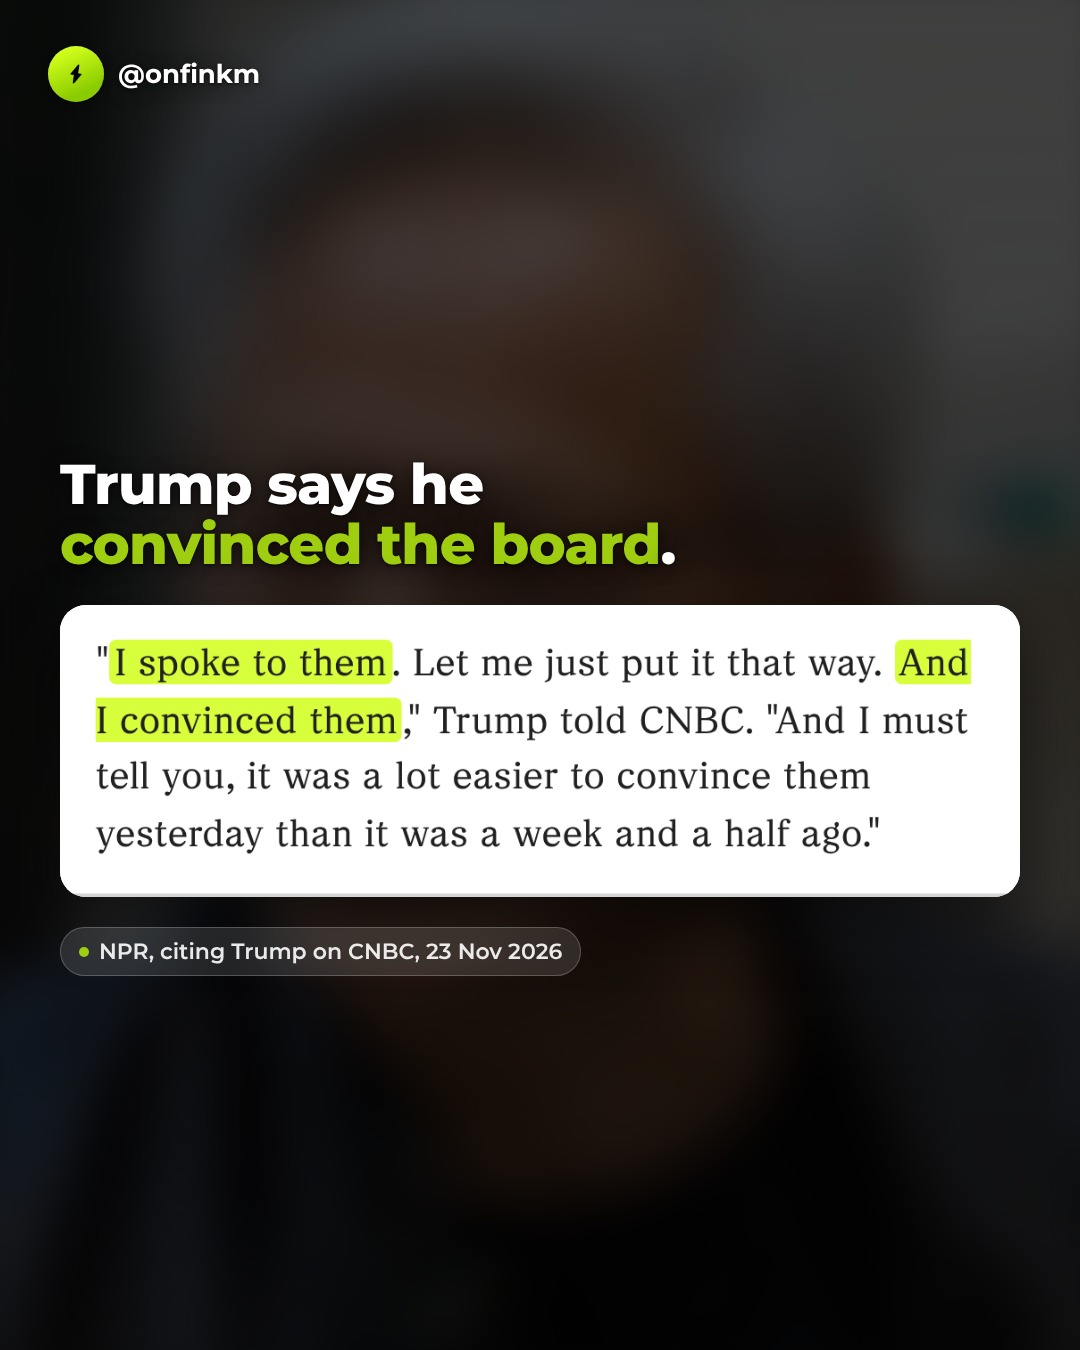 @onfinkm
Trump says he
convinced the board.
"I spoke to them. Let me just put it that way. And
I convinced them," Trump told CNBC. "And I must
tell you, it was a lot easier to convince them
yesterday than it was a week and a half ago."
NPR, citing Trump on CNBC, 23 Nov 2026